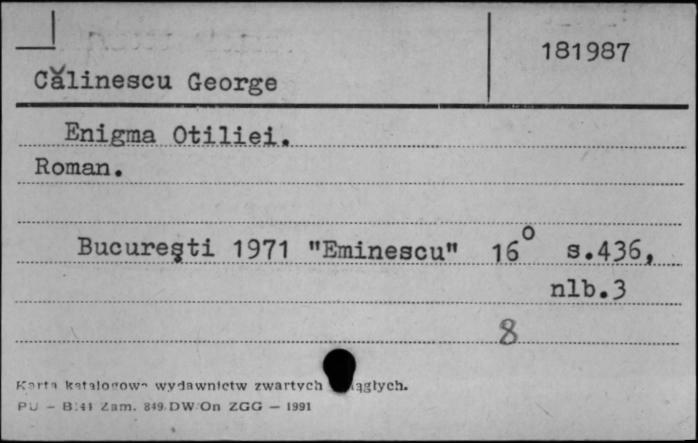 181987
Călinescu George
Enigma Otiliei.
Roman.
Bucureşti 1971 "Eminescu" 16° s.436,
nlb.3
8
Karta katalogowa wydawnictw zwartych ągłych.
PU – B/41 Zam. 849/DW/On ZGG — 1991